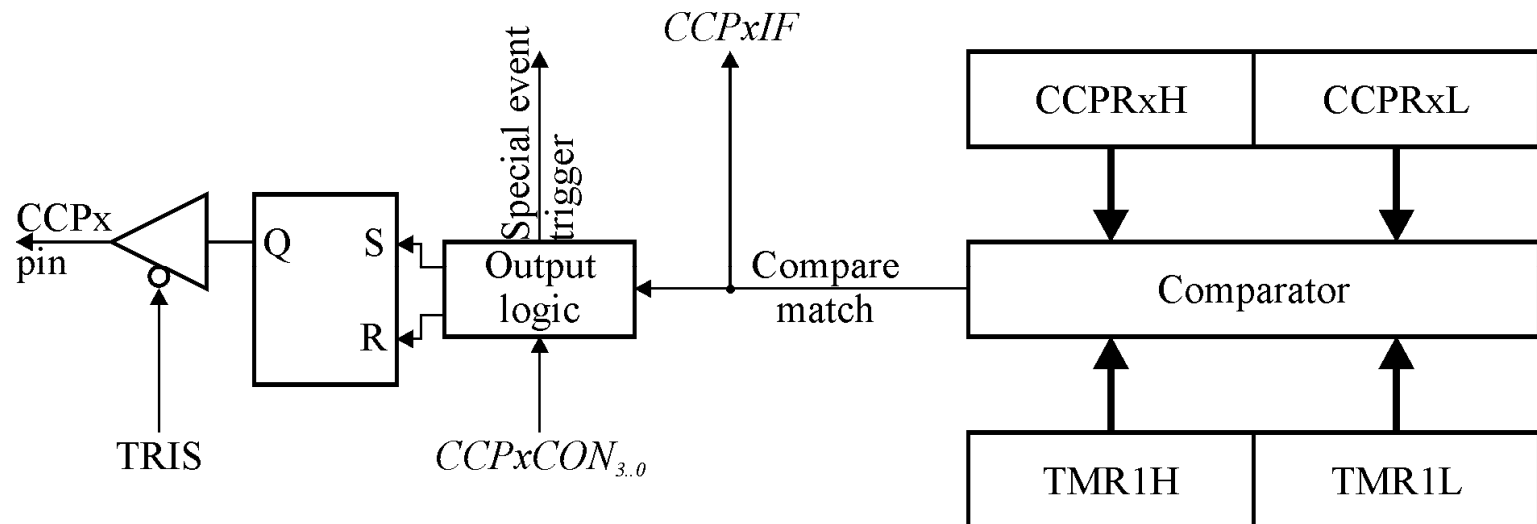 CCPxIF
Special event
trigger
CCPRxH
CCPRxL
CCPx
pin
Q
S
R
Output
logic
Compare
match
Comparator
TRIS
CCPxCON3..0
TMR1H
TMR1L